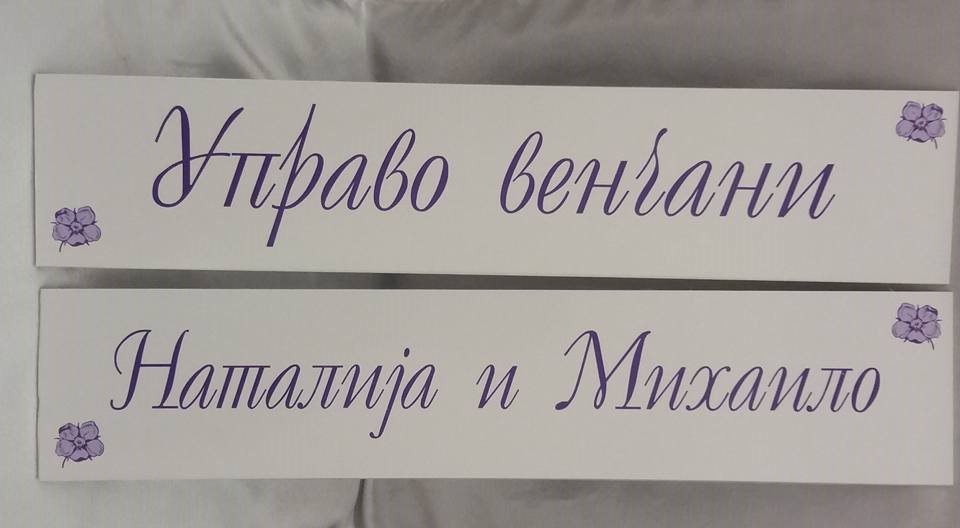 Управо венчани
Наталија и Михаило